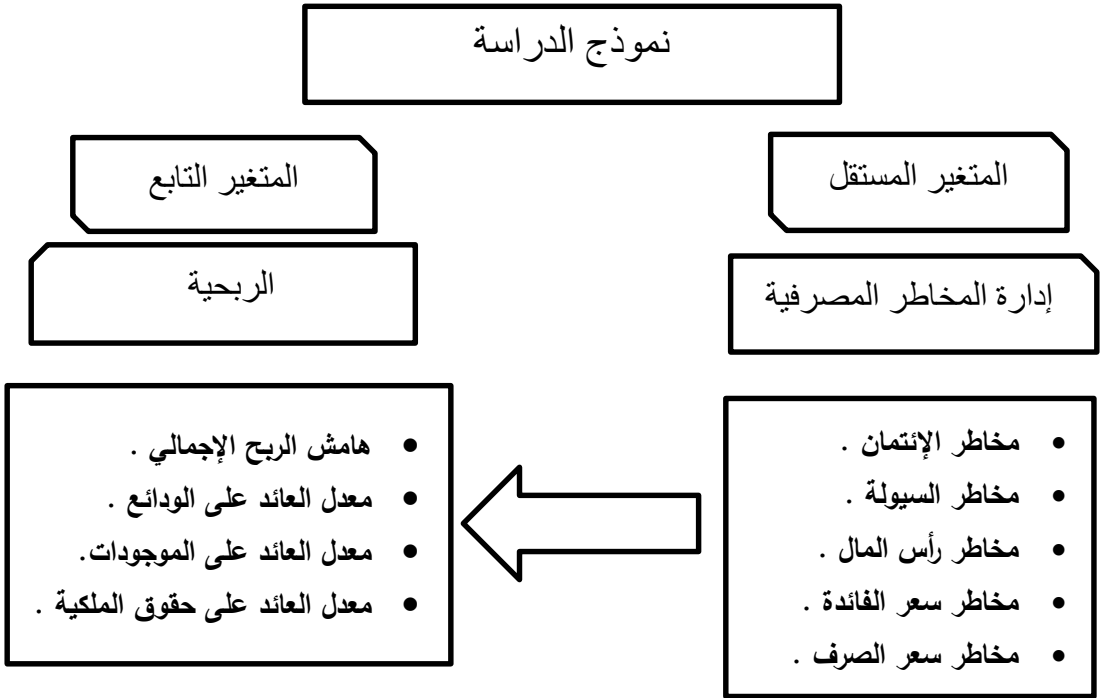 نموذج الدراسة
المتغير المستقل
إدارة المخاطر المصرفية
• مخاطر الإئتمان .
• مخاطر السيولة .
• مخاطر رأس المال .
• مخاطر سعر الفائدة .
• مخاطر سعر الصرف .
المتغير التابع
الربحية
• هامش الربح الإجمالي .
• معدل العائد على الودائع .
• معدل العائد على الموجودات.
• معدل العائد على حقوق الملكية .